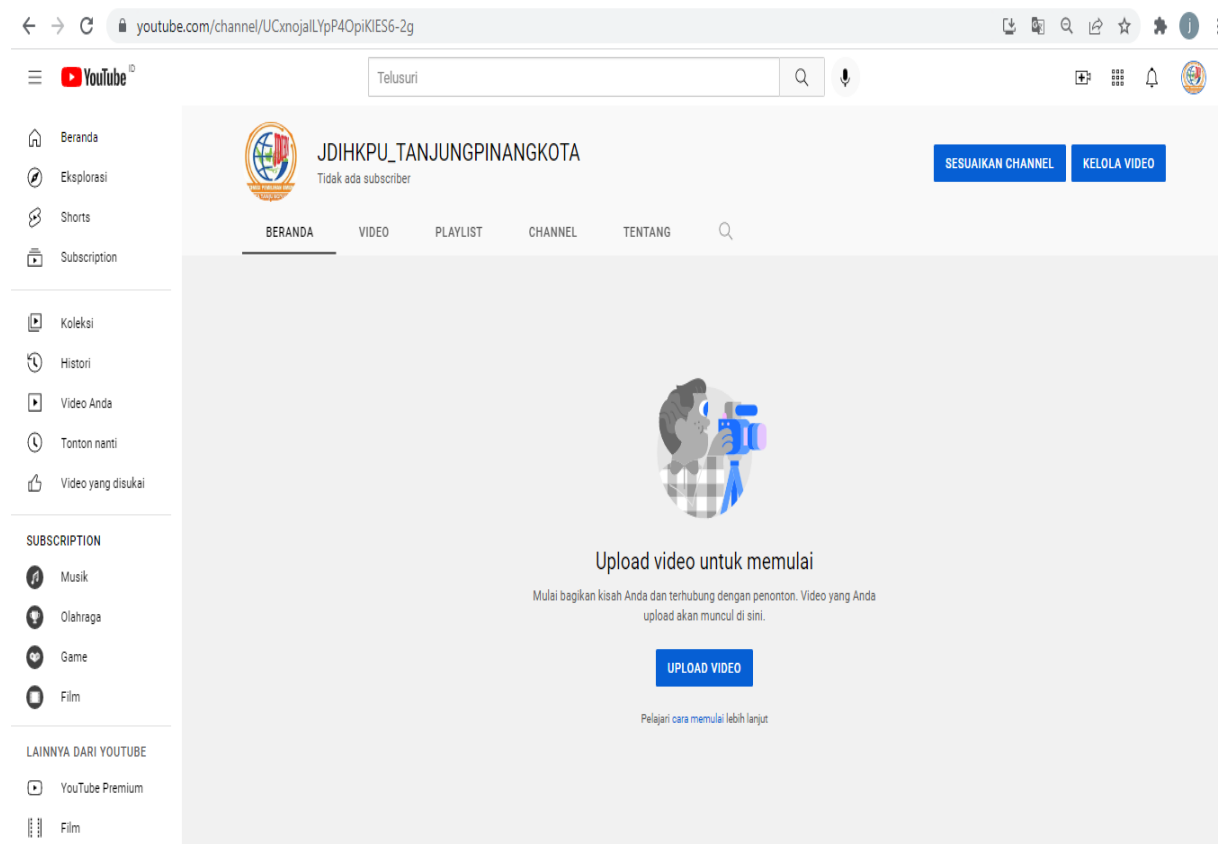 youtube.com/channel/UCxnojalLYpP4OpiKlES6-2g
j
YouTube ID
Telusuri
Beranda
Eksplorasi
Shorts
Subscription
Koleksi
Histori
Video Anda
Tonton nanti
Video yang disukai
SUBSCRIPTION
Musik
Olahraga
Game
Film
LAINNYA DARI YOUTUBE
YouTube Premium
Film
JDIH
JDIHKPU_TANJUNGPINANGKOTA
Tidak ada subscriber
SESUAIKAN CHANNEL
KELOLA VIDEO
BERANDA VIDEO PLAYLIST CHANNEL TENTANG
Upload video untuk memulai
Mulai bagikan kisah Anda dan terhubung dengan penonton. Video yang Anda
upload akan muncul di sini.
UPLOAD VIDEO
Pelajari cara memulai lebih lanjut